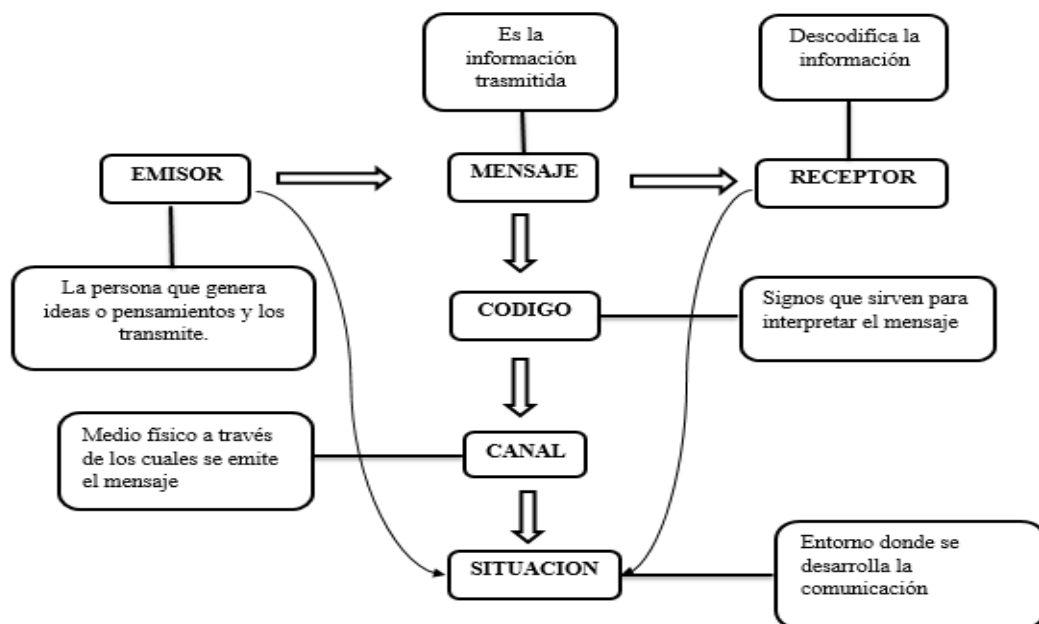 Es la
información
trasmitida
Descodifica la
información
EMISOR
MENSAJE
RECEPTOR
La persona que genera
ideas o pensamientos y los
transmite.
CODIGO
Signos que sirven para
interpretar el mensaje
Medio físico a través
de los cuales se emite
el mensaje
CANAL
SITUACION
Entorno donde se
desarrolla la
comunicación